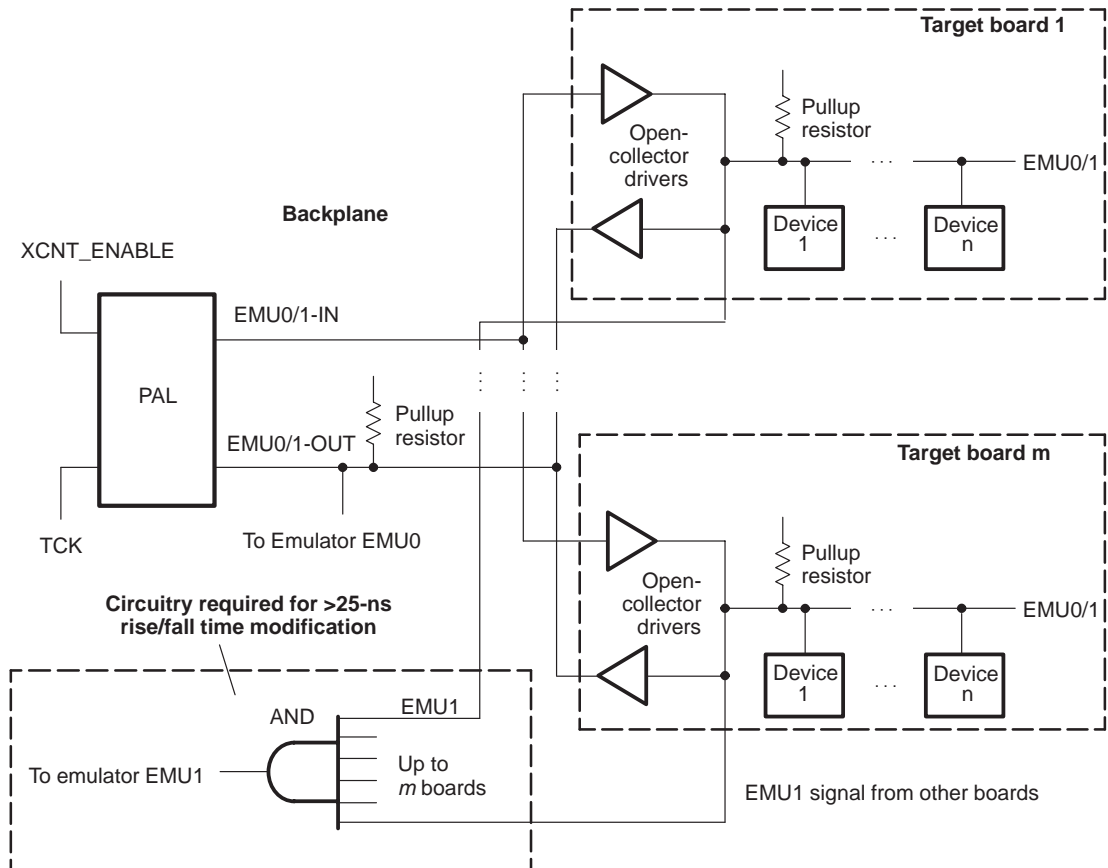 Target board 1
Pullup
resistor
Open-
collector
drivers
EMU0/1
. . .
. . .
Device
1
. . .
Device
n
Backplane
XCNT_ENABLE
EMU0/1-IN
PAL
Pullup
resistor
EMU0/1-OUT
TCK
To Emulator EMU0
Target board m
Pullup
resistor
Open-
collector
drivers
EMU0/1
. . .
. . .
Device
1
. . .
Device
n
Circuitry required for >25-ns
rise/fall time modification
AND
EMU1
To emulator EMU1
Up to
m boards
EMU1 signal from other boards